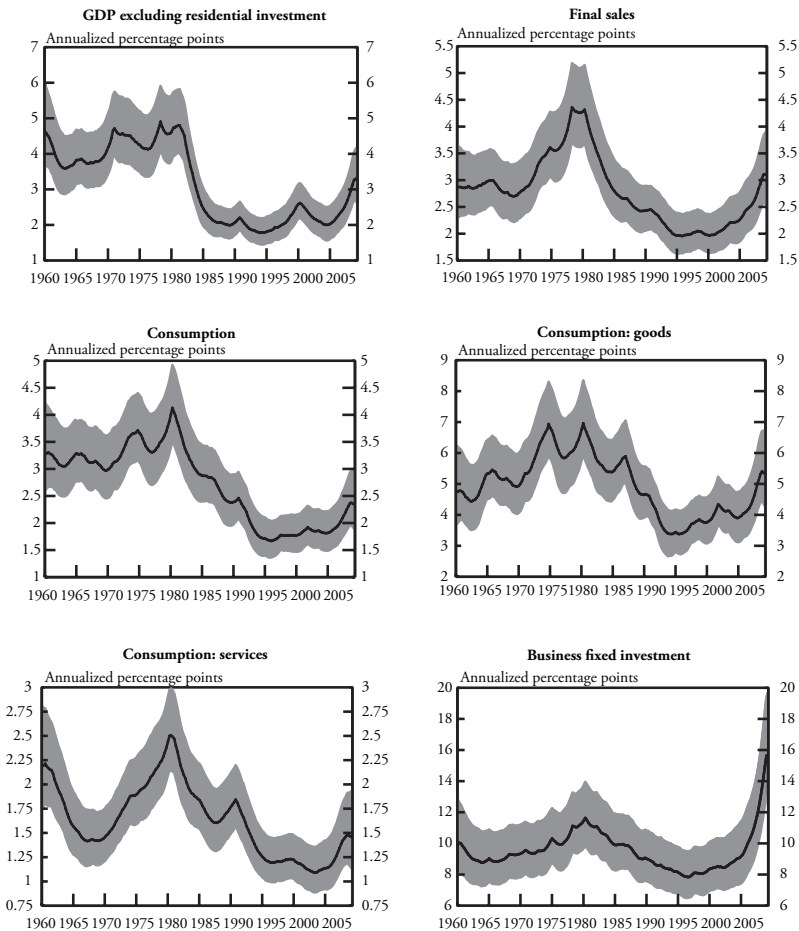 GDP excluding residential investment
Annualized percentage points
7 7
6 6
5 5
4 4
3 3
2 2
1 1
1960 1965 1970 1975 1980 1985 1990 1995 2000 2005
Final sales
Annualized percentage points
5.5 5.5
5 5
4.5 4.5
4 4
3.5 3.5
3 3
2.5 2.5
2 2
1.5 1.5
1960 1965 1970 1975 1980 1985 1990 1995 2000 2005
Consumption
Annualized percentage points
5 5
4.5 4.5
4 4
3.5 3.5
3 3
2.5 2.5
2 2
1.5 1.5
1 1
1960 1965 1970 1975 1980 1985 1990 1995 2000 2005
Consumption: goods
Annualized percentage points
9 9
8 8
7 7
6 6
5 5
4 4
3 3
2 2
1960 1965 1970 1975 1980 1985 1990 1995 2000 2005
Consumption: services
Annualized percentage points
3 3
2.75 2.75
2.5 2.5
2.25 2.25
2 2
1.75 1.75
1.5 1.5
1.25 1.25
1 1
0.75 0.75
1960 1965 1970 1975 1980 1985 1990 1995 2000 2005
Business fixed investment
Annualized percentage points
20 20
18 18
16 16
14 14
12 12
10 10
8 8
6 6
1960 1965 1970 1975 1980 1985 1990 1995 2000 2005